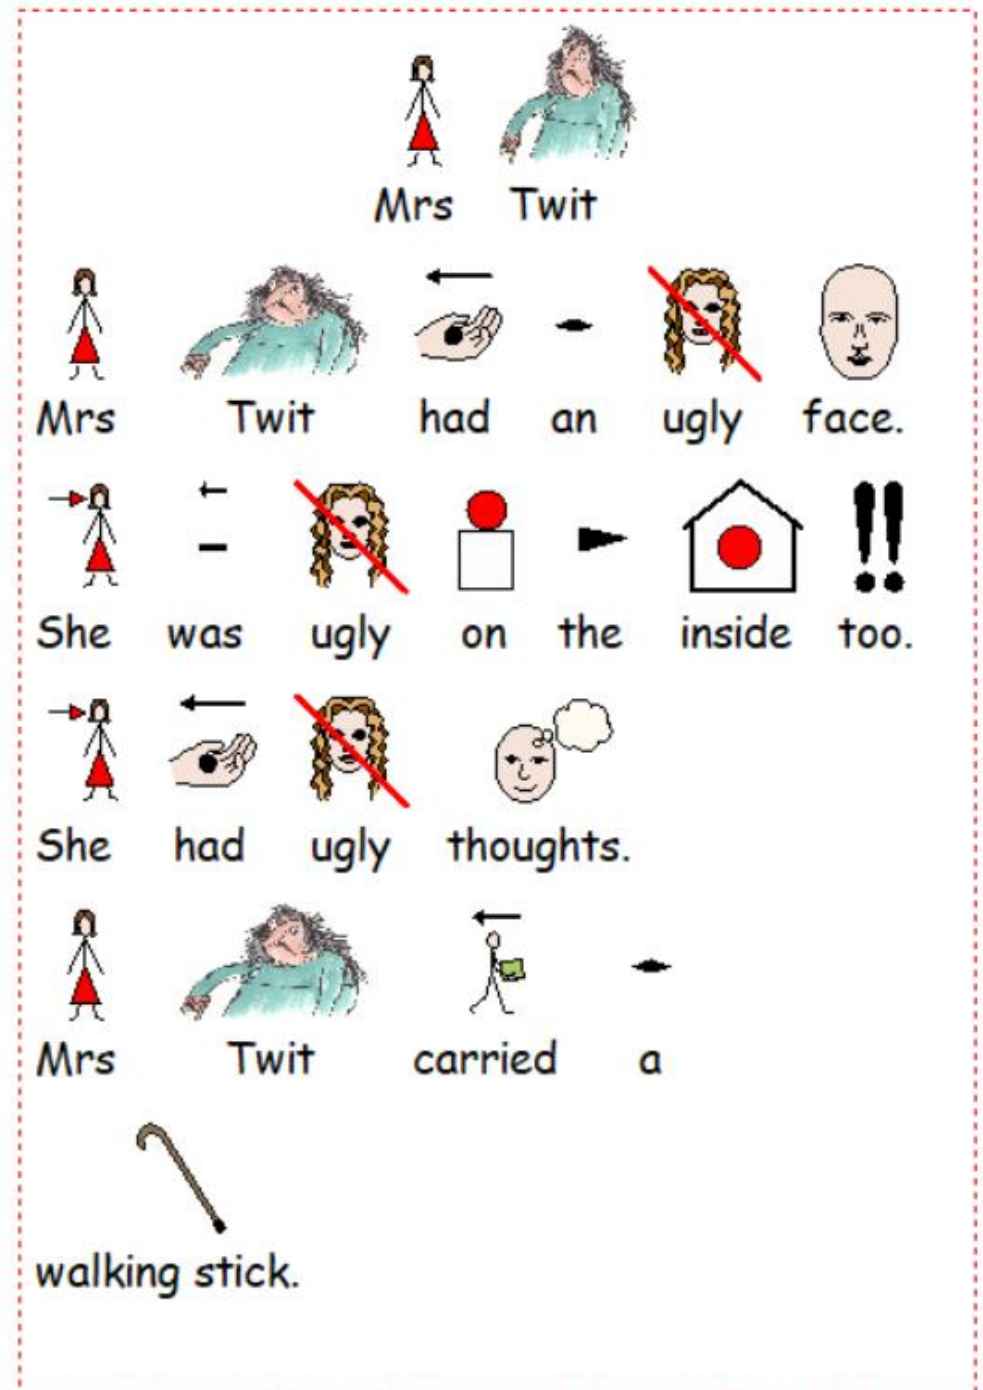 Mrs Twit
Mrs Twit had an ugly face.
She was ugly on the inside too.
She had ugly thoughts.
Mrs Twit carried a
walking stick.